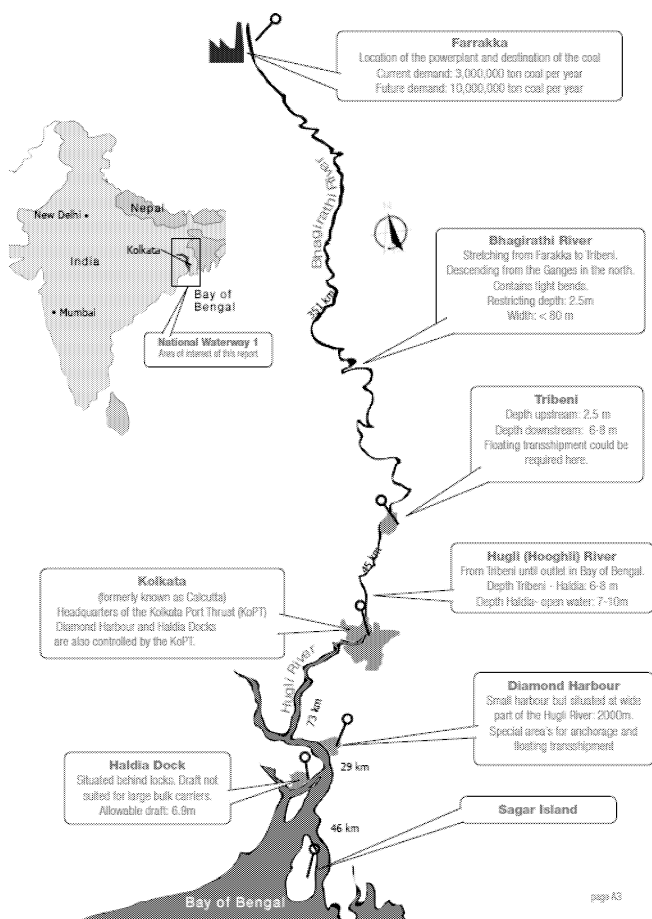 Farrakka
Location of the powerplant and destination of the coal
Current demand: 3,000,000 ton coal per year
Future demand: 10,000,000 ton coal per year
Bhagirathi River
New Delhi
Nepal
India
Kolkata
Bay of
Bengal
Mumbai
National Waterway 1
Area of interest of this report
N
Bhagirathi River
Stretching from Farakka to Tribeni.
Descending from the Ganges in the north.
Contains tight bends.
Restricting depth: 2.5m
Width: < 80 m
351 km
Tribeni
Depth upstream: 2.5 m
Depth downstream: 6-8 m
Floating transshipment could be
required here.
45 km
Hugli (Hooghli) River
From Tribeni until outlet in Bay of Bengal.
Depth Tribeni - Haldia: 6-8 m
Depth Haldia- open water: 7-10m
Kolkata
(formerly known as Calcutta)
Headquarters of the Kolkata Port Thrust (KoPT)
Diamond Harbour and Haldia Docks
are also controlled by the KoPT.
Hugli River
73 km
Diamond Harbour
Small harbour but situated at wide
part of the Hugli River: 2000m.
Special area's for anchorage and
floating transshipment
Haldia Dock
Situated behind locks. Draft not
suited for large bulk carriers.
Allowable draft: 6.9m
29 km
Sagar Island
46 km
Bay of Bengal
page A3